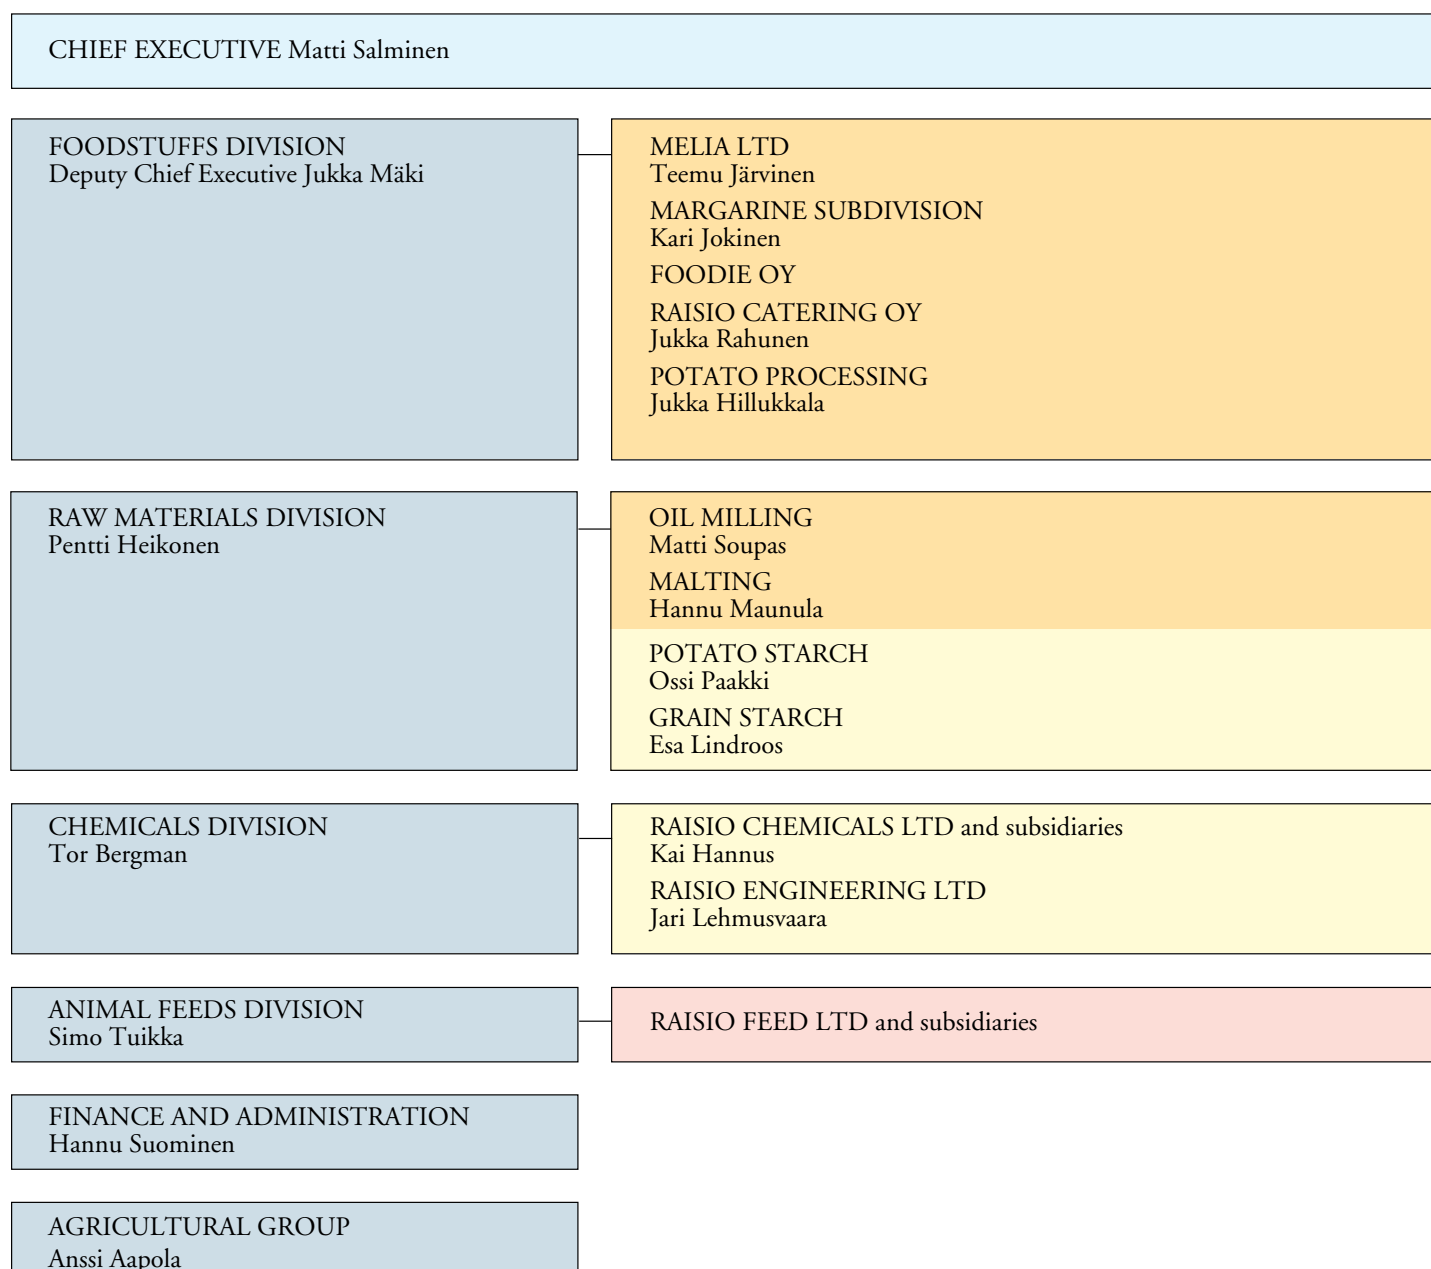 CHIEF EXECUTIVE Matti Salminen
FOODSTUFFS DIVISION
Deputy Chief Executive Jukka Mäki
MELIA LTD
Teemu Järvinen
MARGARINE SUBDIVISION
Kari Jokinen
FOODIE OY
RAISIO CATERING OY
Jukka Rahunen
POTATO PROCESSING
Jukka Hillukkala
RAW MATERIALS DIVISION
Pentti Heikonen
OIL MILLING
Matti Soupas
MALTING
Hannu Maunula
POTATO STARCH
Ossi Paakki
GRAIN STARCH
Esa Lindroos
CHEMICALS DIVISION
Tor Bergman
RAISIO CHEMICALS LTD and subsidiaries
Kai Hannus
RAISIO ENGINEERING LTD
Jari Lehmusvaara
ANIMAL FEEDS DIVISION
Simo Tuikka
RAISIO FEED LTD and subsidiaries
FINANCE AND ADMINISTRATION
Hannu Suominen
AGRICULTURAL GROUP
Anssi Aapola